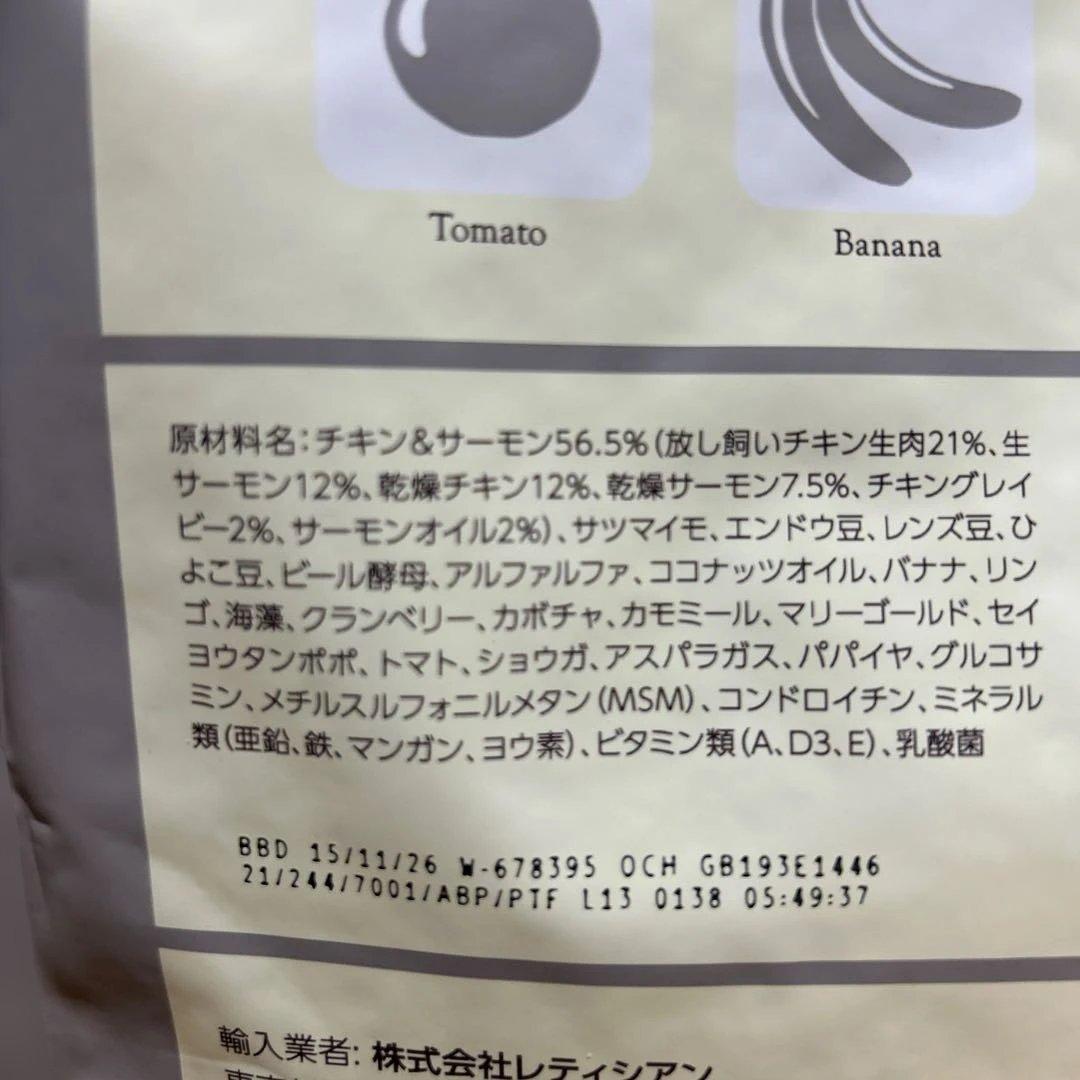 Tomato
Banana
原材料名:チキン&サーモン56.5%(放し飼いチキン生肉21%、生
サーモン12%、乾燥チキン12%、乾燥サーモン7.5%、チキングレイ
ビー2%、サーモンオイル2%)、サツマイモ、エンドウ豆、レンズ豆、ひ
よこ豆、ビール酵母、アルファルファ、ココナッツオイル、バナナ、リン
ゴ、海藻、クランベリー、カボチャ、カモミール、マリーゴールド、セイ
ヨウタンポポ、トマト、ショウガ、アスパラガス、パパイヤ、グルコサ
ミン、メチルスルフォニルメタン(MSM)、コンドロイチン、ミネラル
類(亜鉛、鉄、マンガン、ヨウ素)、ビタミン類(A、D3、E)、乳酸菌
BBD 15/11/26 W-678395 OCH GB193E1446
21/244/7001/ABP/PTF L13 0138 05:49:37
輸入業者: 株式会社レティシアン